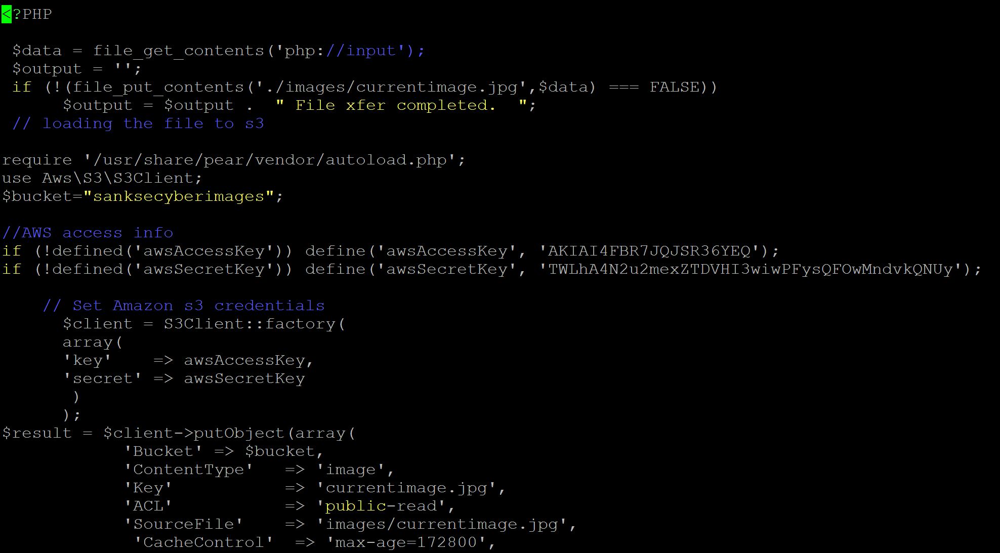 <?PHP
$data = file_get_contents('php://input');
$output = '';
if (!(file_put_contents('./images/currentimage.jpg',$data) === FALSE))
$output = $output .  " File xfer completed.  ";
// loading the file to s3
require '/usr/share/pear/vendor/autoload.php';
use Aws\S3\S3Client;
$bucket="sanksecyberimages";
//AWS access info
if (!defined('awsAccessKey')) define('awsAccessKey', 'AKIAI4FBR7JQJSR36YEQ');
if (!defined('awsSecretKey')) define('awsSecretKey', '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');
// Set Amazon s3 credentials
$client = S3Client::factory(
array(
'key'    => awsAccessKey,
'secret' => awsSecretKey
)
);
$result = $client->putObject(array(
'Bucket' => $bucket,
'ContentType'   => 'image',
'Key'           => 'currentimage.jpg',
'ACL'           => 'public-read',
'SourceFile'    => 'images/currentimage.jpg',
'CacheControl'  => 'max-age=172800',